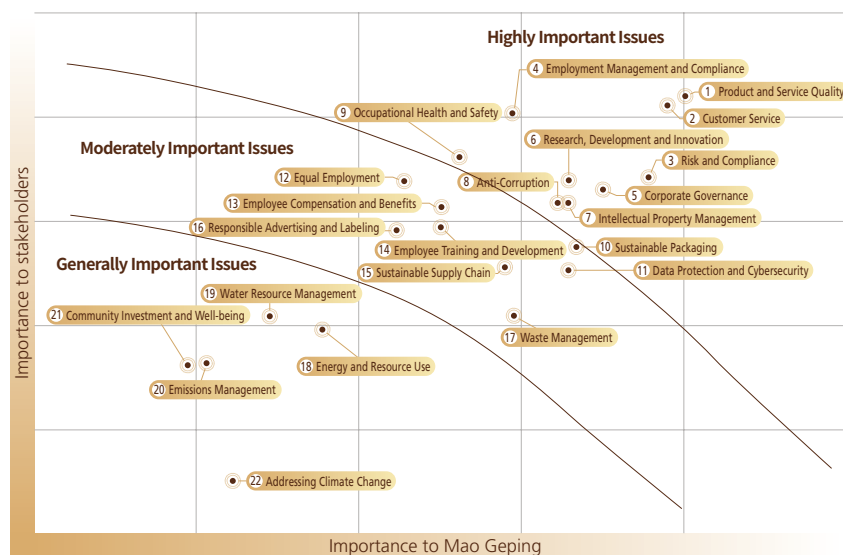 Highly Important Issues
4 Employment Management and Compliance
1 Product and Service Quality
9 Occupational Health and Safety
2 Customer Service
6 Research, Development and Innovation
Moderately Important Issues
3 Risk and Compliance
12 Equal Employment
8 Anti-Corruption
5 Corporate Governance
13 Employee Compensation and Benefits
7 Intellectual Property Management
16 Responsible Advertising and Labeling
14 Employee Training and Development
10 Sustainable Packaging
Generally Important Issues
15 Sustainable Supply Chain
11 Data Protection and Cybersecurity
19 Water Resource Management
21 Community Investment and Well-being
17 Waste Management
18 Energy and Resource Use
20 Emissions Management
22 Addressing Climate Change
Importance to stakeholders
Importance to Mao Geping